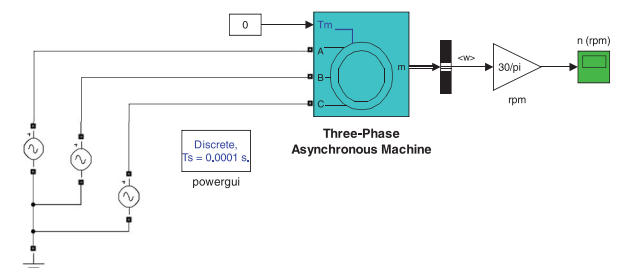 0
Tm
A
B
C
m
<w>
30/pi
rpm
n (rpm)
Three-Phase
Asynchronous Machine
Discrete,
Ts = 0.0001 s.
powergui